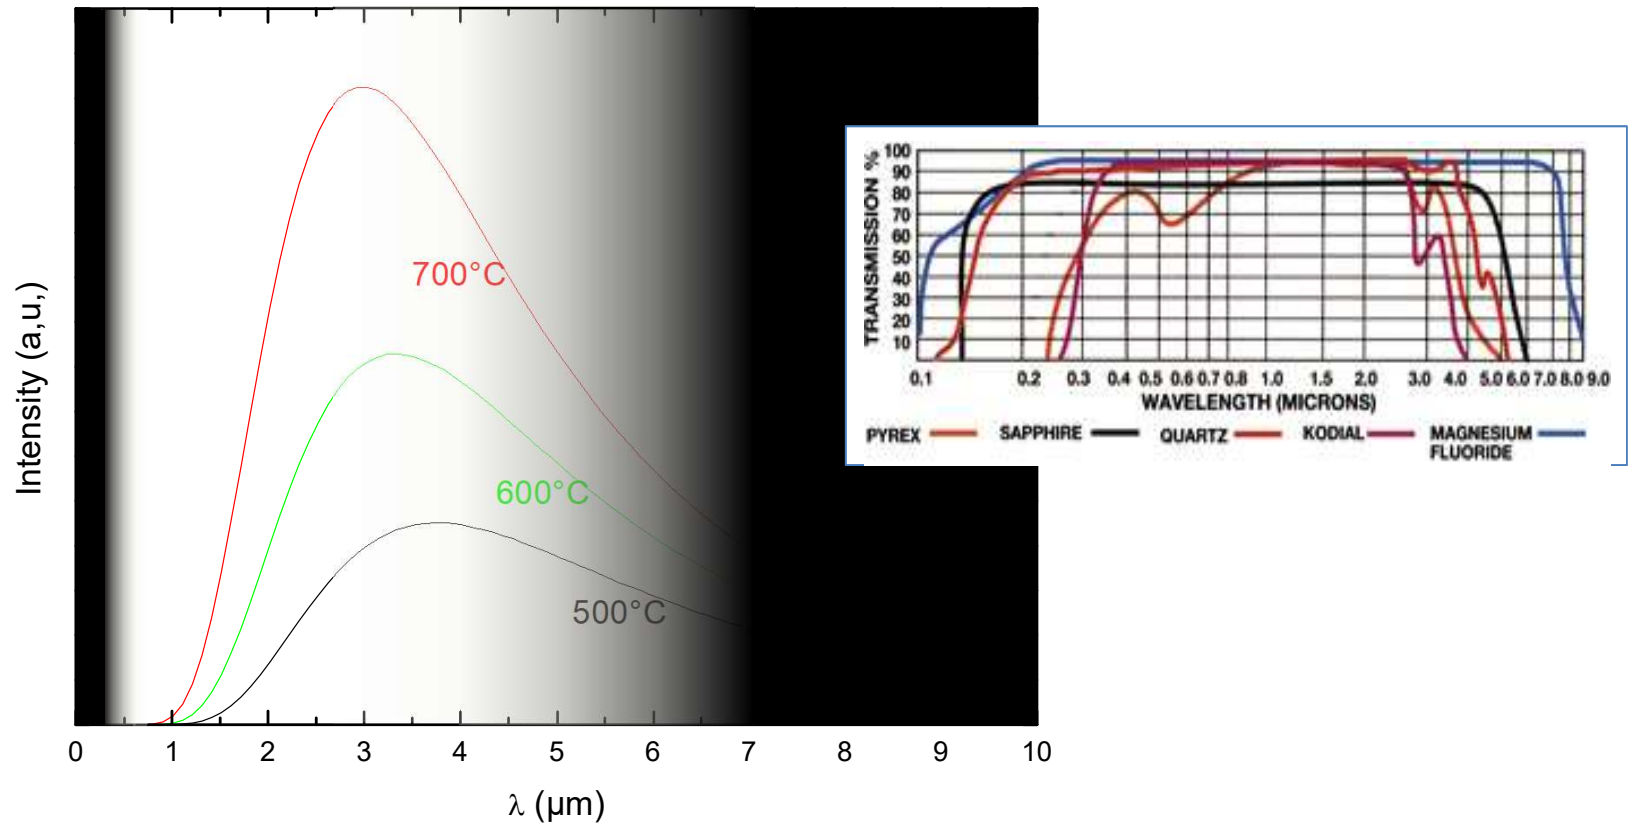 Intensity (a,u,)
700°C
600°C
500°C
0 1 2 3 4 5 6 7 8 9 10
λ (µm)
TRANSMISSION %
100
90
80
70
60
50
40
30
20
10
0.1 0.2 0.3 0.4 0.5 0.6 0.7 0.8 1.0 1.5 2.0 3.0 4.0 5.0 6.0 7.0 8.0 9.0
WAVELENGTH (MICRONS)
PYREX SAPPHIRE QUARTZ KODIAL MAGNESIUM
FLUORIDE